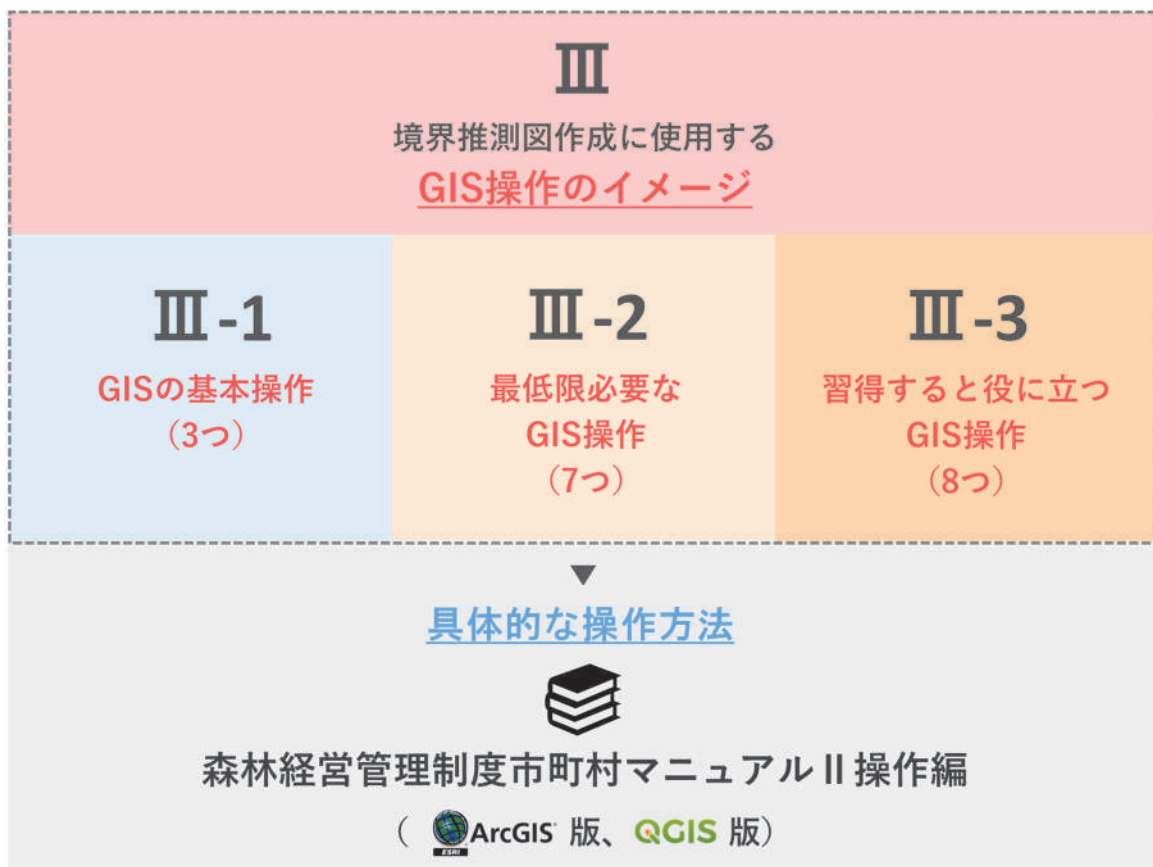 Ⅲ
境界推測図作成に使用する
GIS操作のイメージ
Ⅲ-1
GISの基本操作
（3つ）
Ⅲ-2
最低限必要な
GIS操作
（7つ）
Ⅲ-3
習得すると役に立つ
GIS操作
（8つ）
具体的な操作方法
森林経営管理制度市町村マニュアルⅡ操作編
（ ESRI ArcGIS 版、QGIS 版）